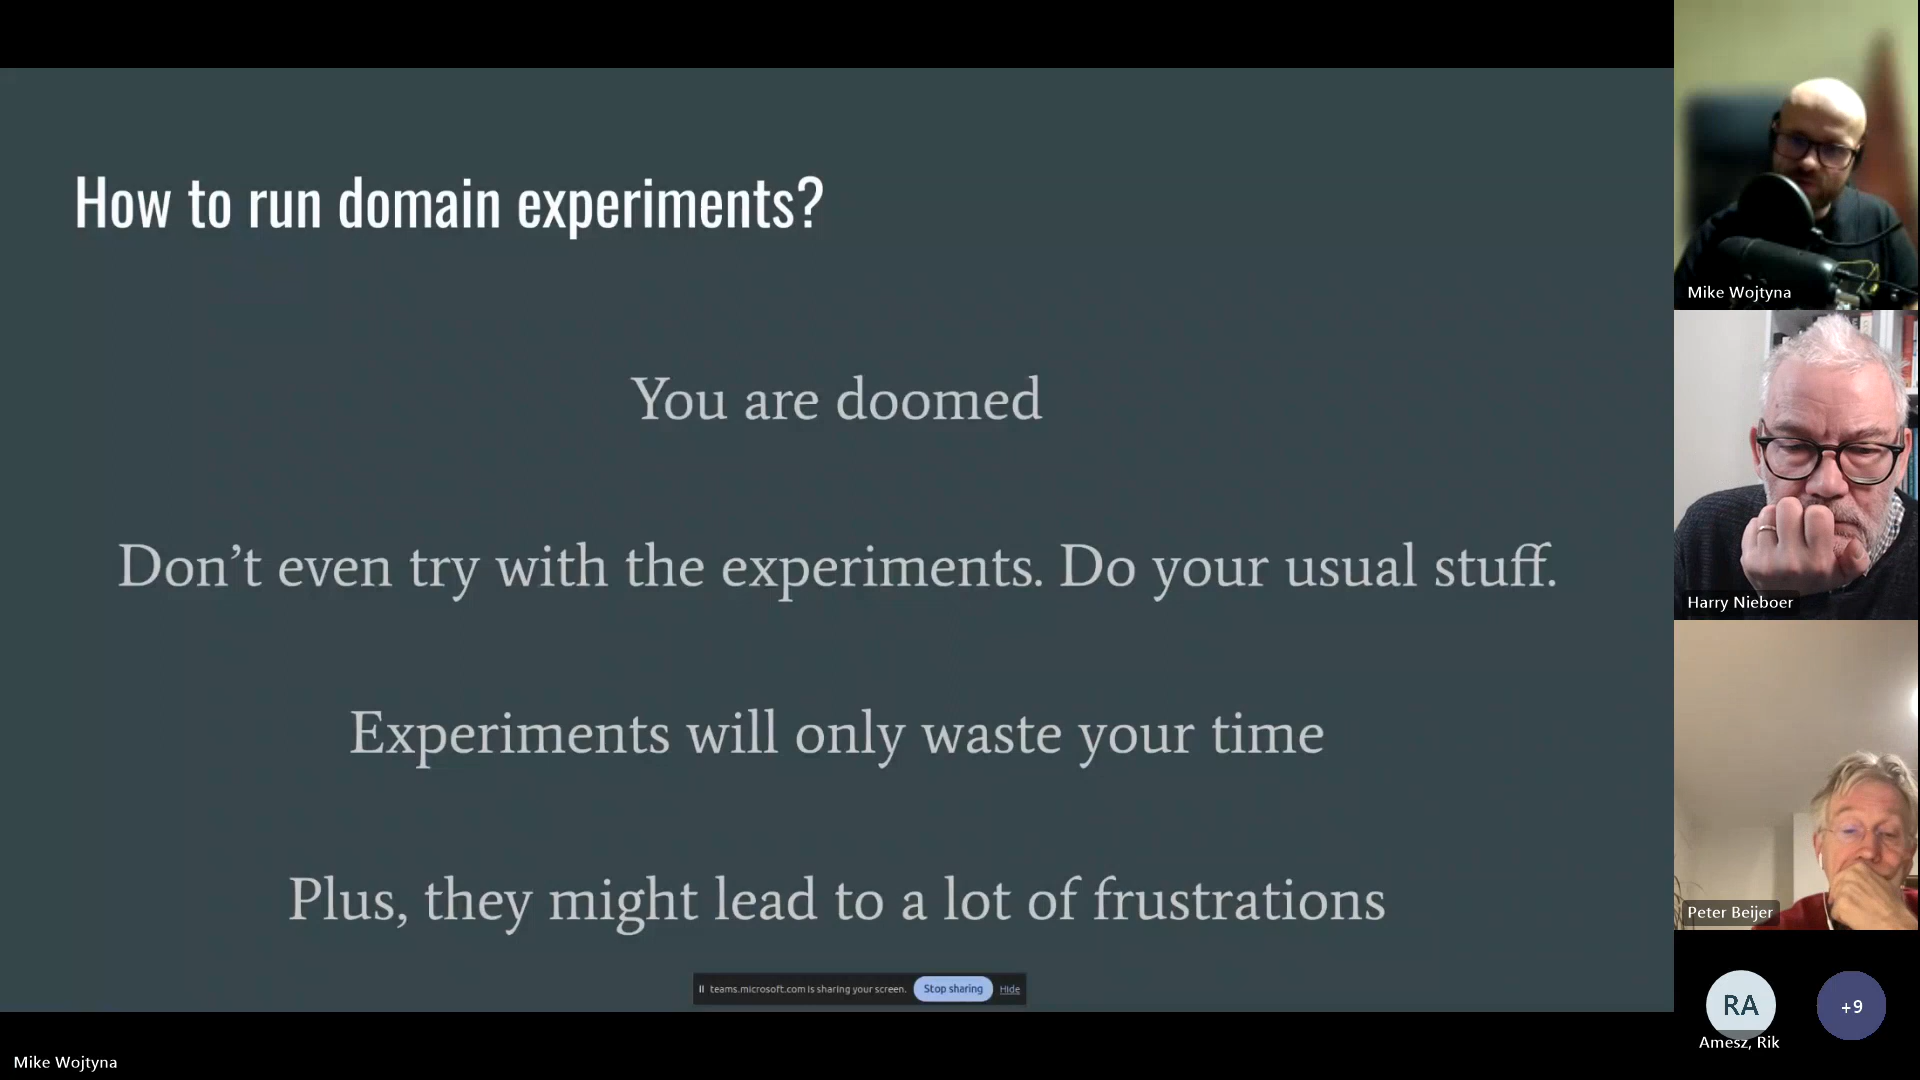 How to run domain experiments?
You are doomed
Don’t even try with the experiments. Do your usual stuff.
Experiments will only waste your time
Plus, they might lead to a lot of frustrations
teams.microsoft.com is sharing your screen. Stop sharing Hide
Mike Wojtyna
Mike Wojtyna
Harry Nieboer
Peter Beijer
RA
+9
Amesz, Rik